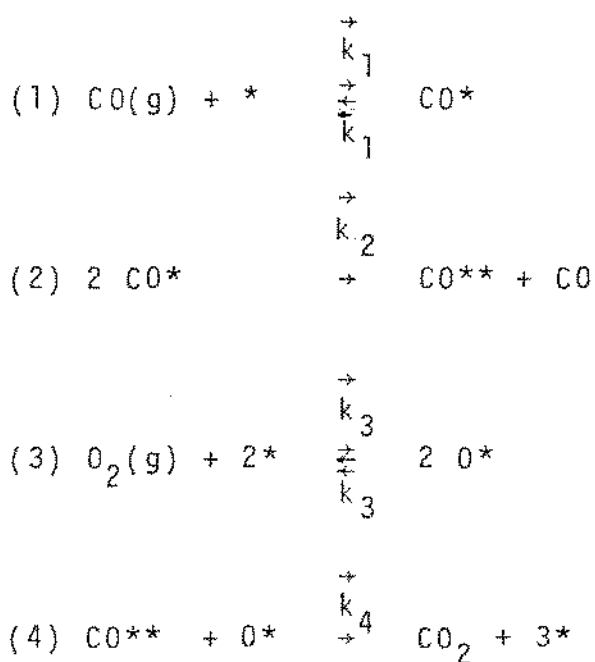 →
k1
(1) CO(g) + * ⇄ CO*
←
k1
→
k2
(2) 2 CO* → CO** + CO
→
k3
(3) O2(g) + 2* ⇄ 2 O*
←
k3
→
k4
(4) CO** + O* → CO2 + 3*